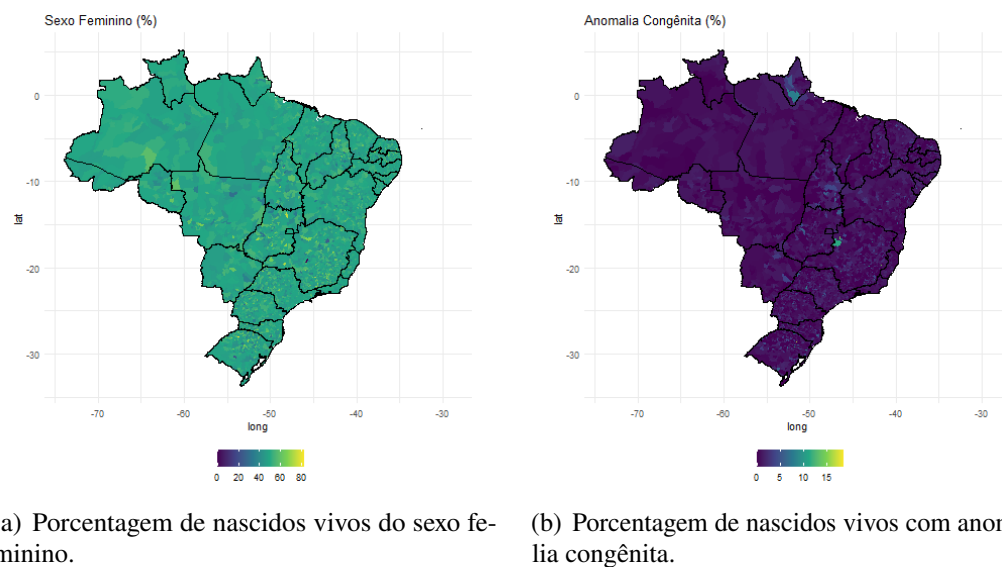 Sexo Feminino (%)
0
-10
-20
-30
lat
-70 -60 -50 -40 -30
long
0 20 40 60 80
a) Porcentagem de nascidos vivos do sexo fe-
minino.
Anomalia Congênita (%)
0
-10
-20
-30
lat
-70 -60 -50 -40 -30
long
0 5 10 15
(b) Porcentagem de nascidos vivos com anom
lia congênita.